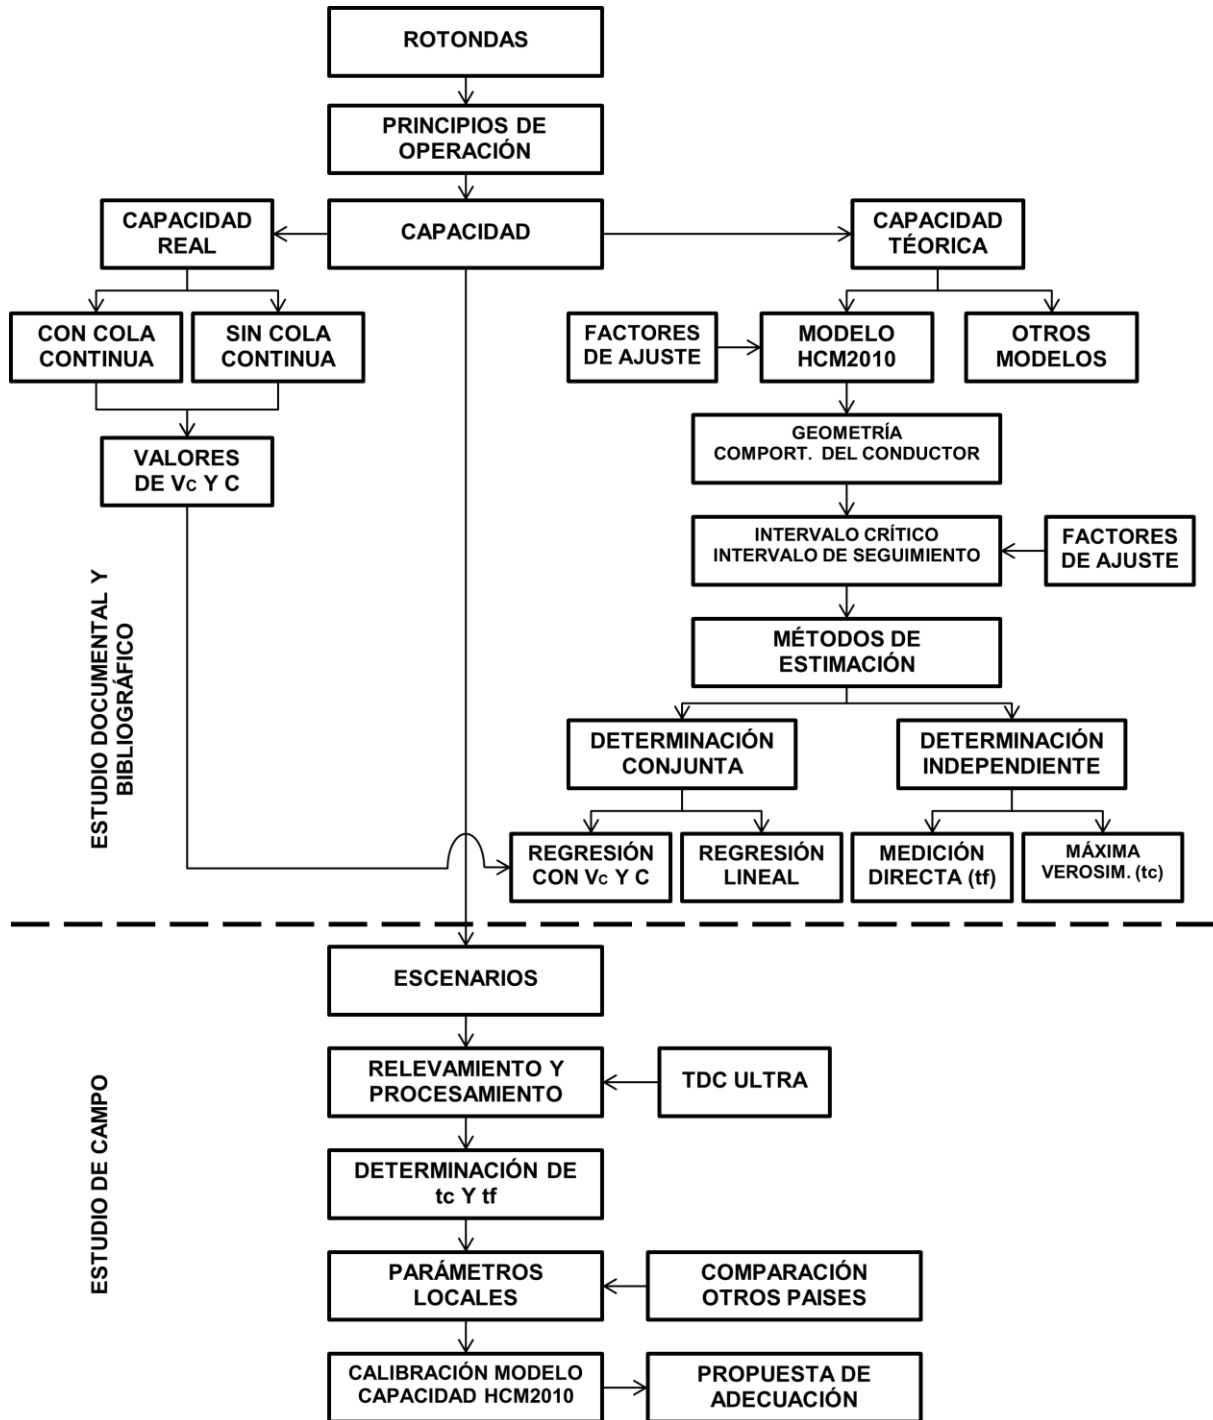 ROTONDAS
PRINCIPIOS DE
OPERACIÓN
CAPACIDAD
REAL
CAPACIDAD
CAPACIDAD
TÉORICA
CON COLA
CONTINUA
SIN COLA
CONTINUA
FACTORES
DE AJUSTE
MODELO
HCM2010
OTROS
MODELOS
VALORES
DE Vc Y C
GEOMETRÍA
COMPORT. DEL CONDUCTOR
INTERVALO CRÍTICO
INTERVALO DE SEGUIMIENTO
FACTORES
DE AJUSTE
MÉTODOS DE
ESTIMACIÓN
DETERMINACIÓN
CONJUNTA
DETERMINACIÓN
INDEPENDIENTE
REGRESIÓN
CON Vc Y C
REGRESIÓN
LINEAL
MEDICIÓN
DIRECTA (tf)
MÁXIMA
VEROSIM. (tc)
ESTUDIO DOCUMENTAL Y
BIBLIOGRÁFICO
ESCENARIOS
RELEVAMIENTO Y
PROCESAMIENTO
TDC ULTRA
DETERMINACIÓN DE
tc Y tf
PARÁMETROS
LOCALES
COMPARACIÓN
OTROS PAISES
CALIBRACIÓN MODELO
CAPACIDAD HCM2010
PROPUESTA DE
ADECUACIÓN
ESTUDIO DE CAMPO